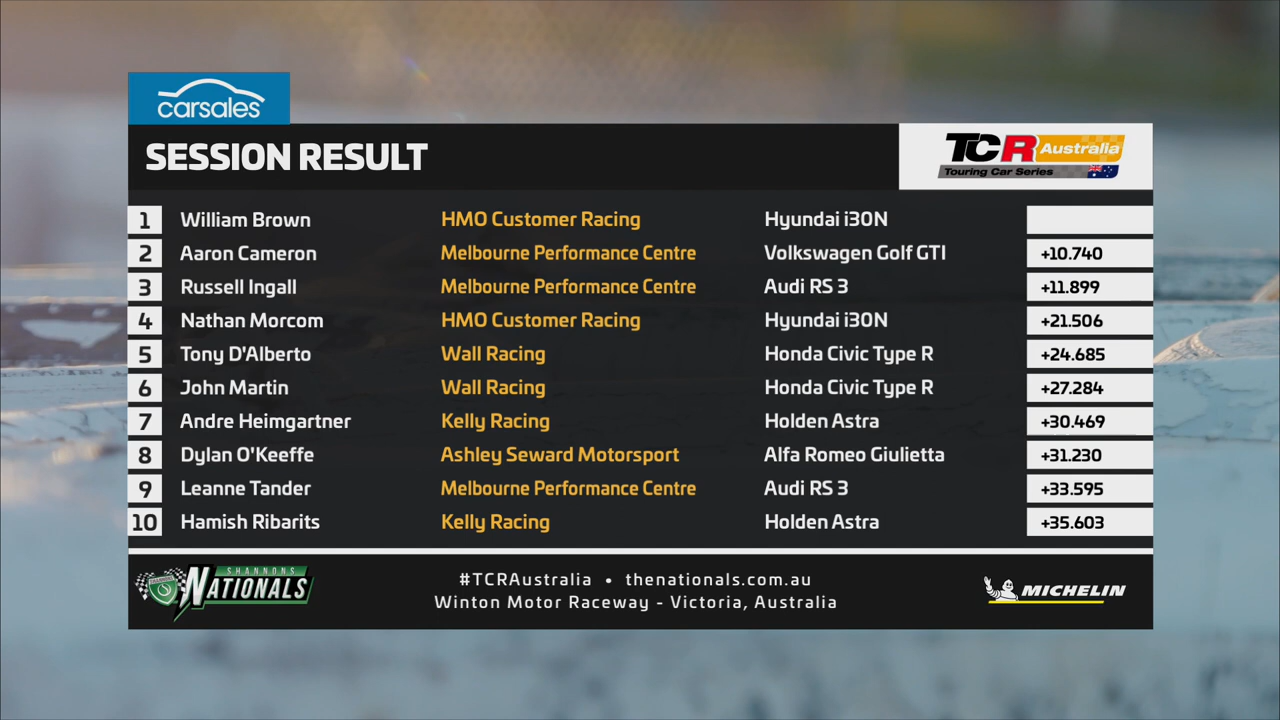 carsales
SESSION RESULT
TCR Australia
Touring Car Series
1 William Brown HMO Customer Racing Hyundai i30N
2 Aaron Cameron Melbourne Performance Centre Volkswagen Golf GTI +10.740
3 Russell Ingall Melbourne Performance Centre Audi RS 3 +11.899
4 Nathan Morcom HMO Customer Racing Hyundai i30N +21.506
5 Tony D'Alberto Wall Racing Honda Civic Type R +24.685
6 John Martin Wall Racing Honda Civic Type R +27.284
7 Andre Heimgartner Kelly Racing Holden Astra +30.469
8 Dylan O'Keeffe Ashley Seward Motorsport Alfa Romeo Giulietta +31.230
9 Leanne Tander Melbourne Performance Centre Audi RS 3 +33.595
10 Hamish Ribarits Kelly Racing Holden Astra +35.603
SHANNONS
NATIONALS
#TCRAustralia • thenationals.com.au
Winton Motor Raceway - Victoria, Australia
MICHELIN